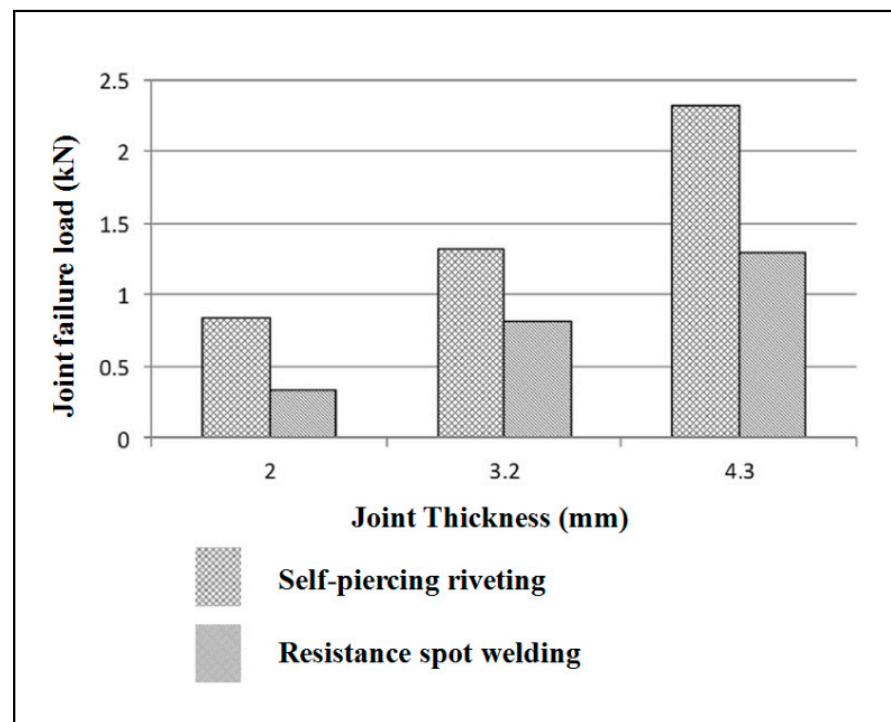 2.5
2
1.5
1
0.5
0
Joint failure load (kN)
2 3.2 4.3
Joint Thickness (mm)
Self-piercing riveting
Resistance spot welding